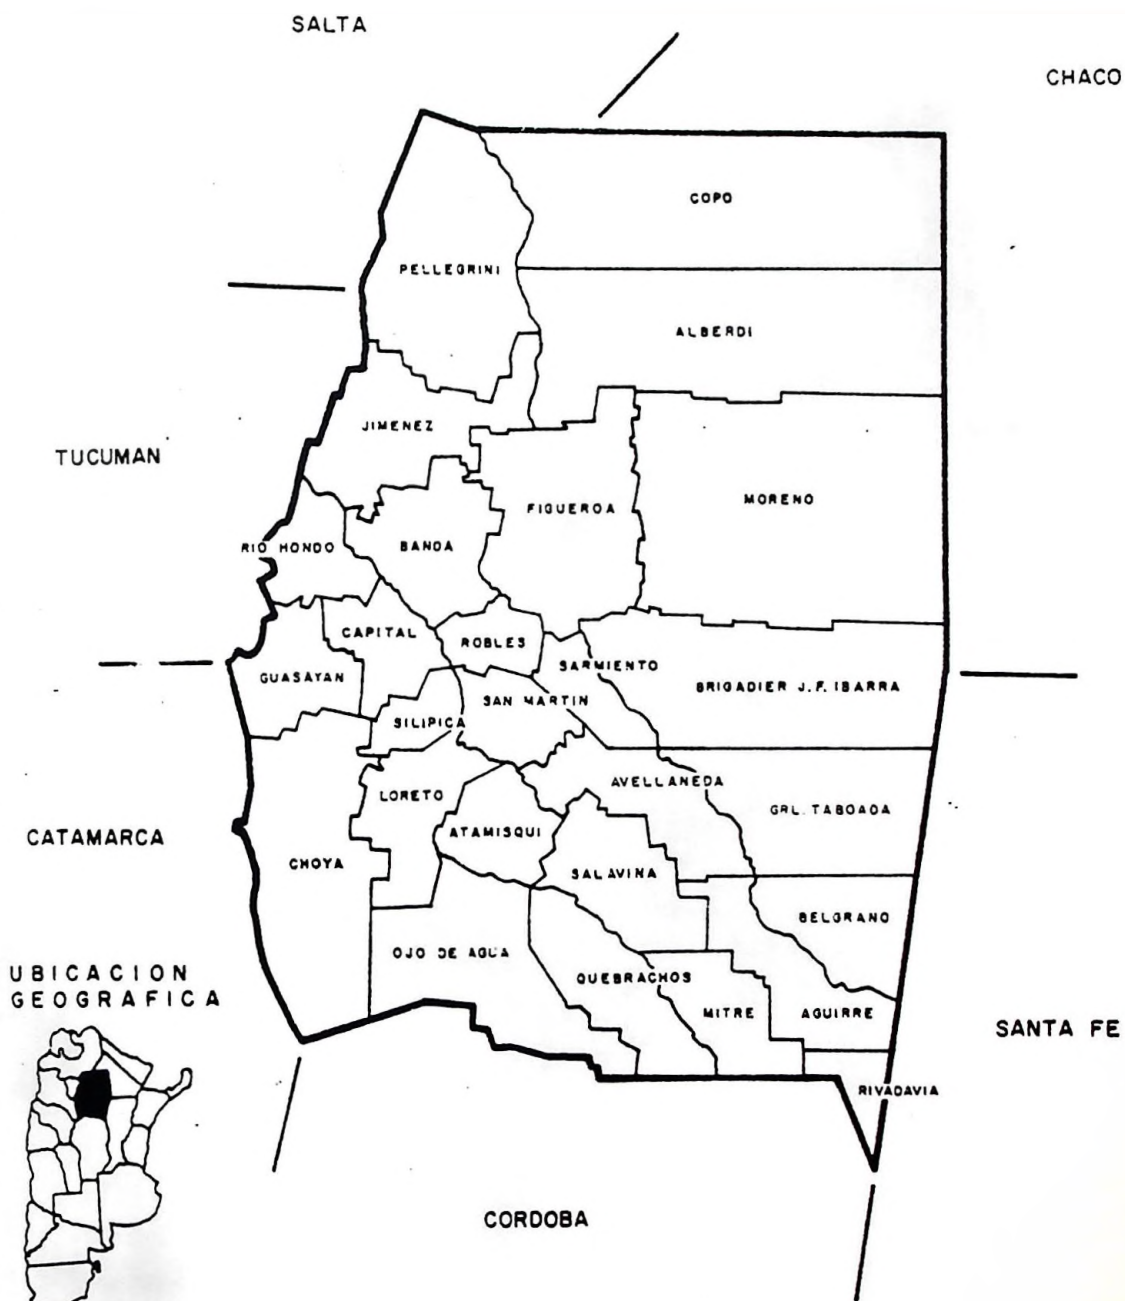 SALTA
CHACO
COPO
PELLEGRINI
ALBERDI
JIMENEZ
TUCUMAN
MORENO
FIGUEROA
RIO HONDO
BANDA
CAPITAL
ROBLES
SARMIENTO
GUASAYAN
BRIGADIER J. F. IBARRA
SAN MARTIN
SILIPICA
AVELLANEDA
LORETO
GRL. TABOADA
ATAMISQUI
CATAMARCA
CHOYA
SALAVINA
BELGRANO
OJO DE AGUA
UBICACION
GEOGRAFICA
QUEBRACHOS
MITRE
AGUIRRE
SANTA FE
RIVADAVIA
CORDOBA